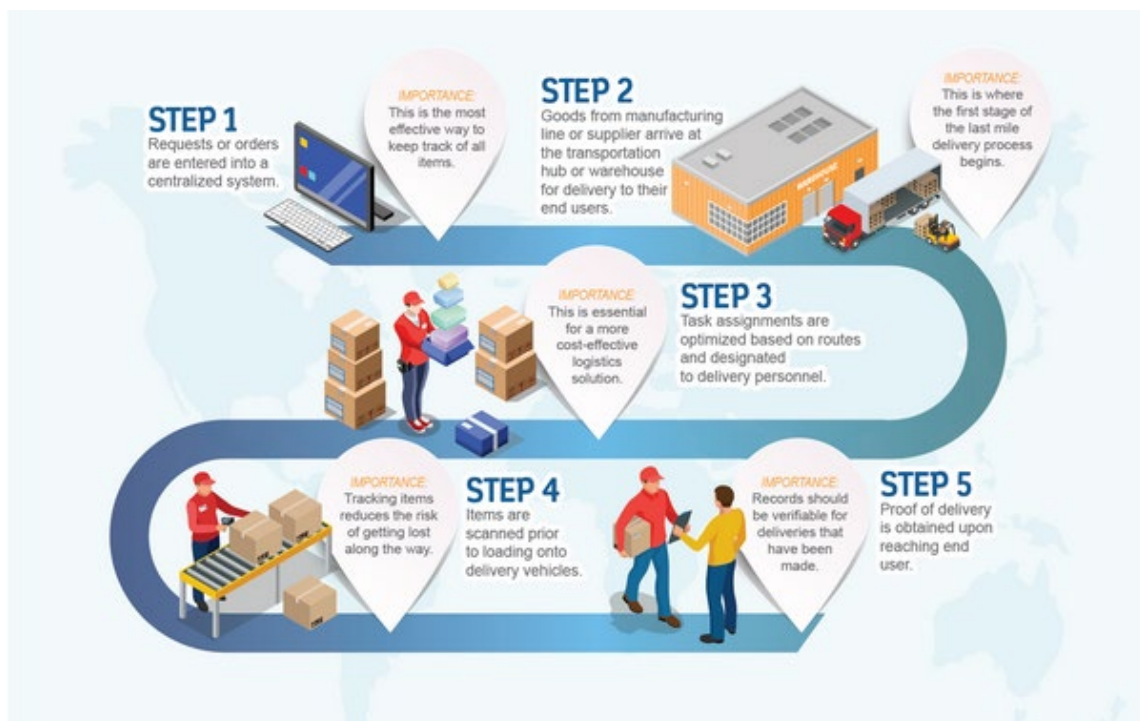 STEP 1
Requests or orders
are entered into a
centralized system.
IMPORTANCE:
This is the most
effective way to
keep track of all
items.
STEP 2
Goods from manufacturing
line or supplier arrive at
the transportation
hub or warehouse
for delivery to their
end users.
WAREHOUSE
IMPORTANCE:
This is where
the first stage of
the last mile
delivery process
begins.
IMPORTANCE:
This is essential
for a more
cost-effective
logistics
solution.
STEP 3
Task assignments are
optimized based on routes
and designated
to delivery personnel.
IMPORTANCE:
Tracking items
reduces the risk
of getting lost
along the way.
STEP 4
Items are
scanned prior
to loading onto
delivery vehicles.
IMPORTANCE:
Records should
be verifiable for
deliveries that
have been
made.
STEP 5
Proof of delivery
is obtained upon
reaching end
user.